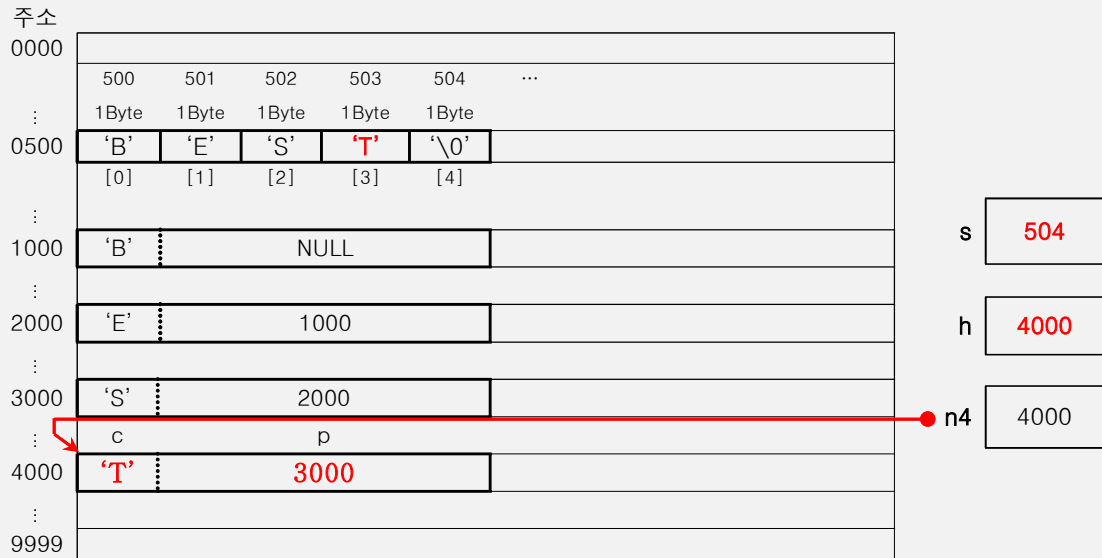 주소
0000
500 501 502 503 504 …
⋮ 1Byte 1Byte 1Byte 1Byte 1Byte
0500 ‘B’ ‘E’ ‘S’ ‘T’ ‘\0’
[0] [1] [2] [3] [4]
⋮
1000 ‘B’ NULL
s 504
⋮
2000 ‘E’ 1000
h 4000
⋮
3000 ‘S’ 2000
n4 4000
⋮ c p
4000 ‘T’ 3000
⋮
9999